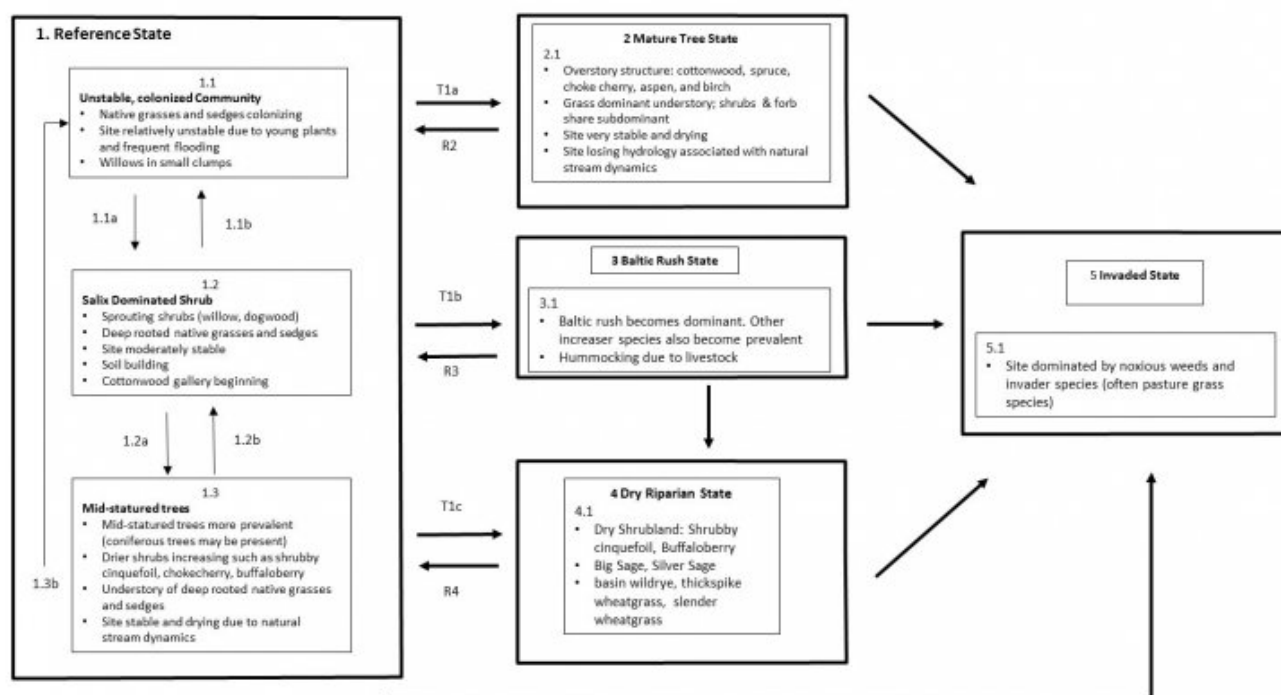 1. Reference State
1.1
Unstable, colonized Community
• Native grasses and sedges colonizing
• Site relatively unstable due to young plants
and frequent flooding
• Willows in small clumps
1.1a
1.1b
1.2
Salix Dominated Shrub
• Sprouting shrubs (willow, dogwood)
• Deep rooted native grasses and sedges
• Site moderately stable
• Soil building
• Cottonwood gallery beginning
1.2a
1.2b
1.3
Mid-statured trees
• Mid-statured trees more prevalent
(coniferous trees may be present)
• Drier shrubs increasing such as shrubby
cinquefoil, chokecherry, buffaloberry
• Understory of deep rooted native grasses
and sedges
• Site stable and drying due to natural
stream dynamics
1.3b
T1a
R2
T1b
R3
T1c
R4
2 Mature Tree State
2.1
• Overstory structure: cottonwood, spruce,
choke cherry, aspen, and birch
• Grass dominant understory; shrubs & forb
share subdominant
• Site very stable and drying
• Site losing hydrology associated with natural
stream dynamics
3 Baltic Rush State
3.1
• Baltic rush becomes dominant. Other
increaser species also become prevalent
• Hummocking due to livestock
4 Dry Riparian State
4.1
• Dry Shrubland: Shrubby
cinquefoil, Buffaloberry
• Big Sage, Silver Sage
• basin wildrye, thickspike
wheatgrass, slender
wheatgrass
5 Invaded State
5.1
• Site dominated by noxious weeds and
invader species (often pasture grass
species)